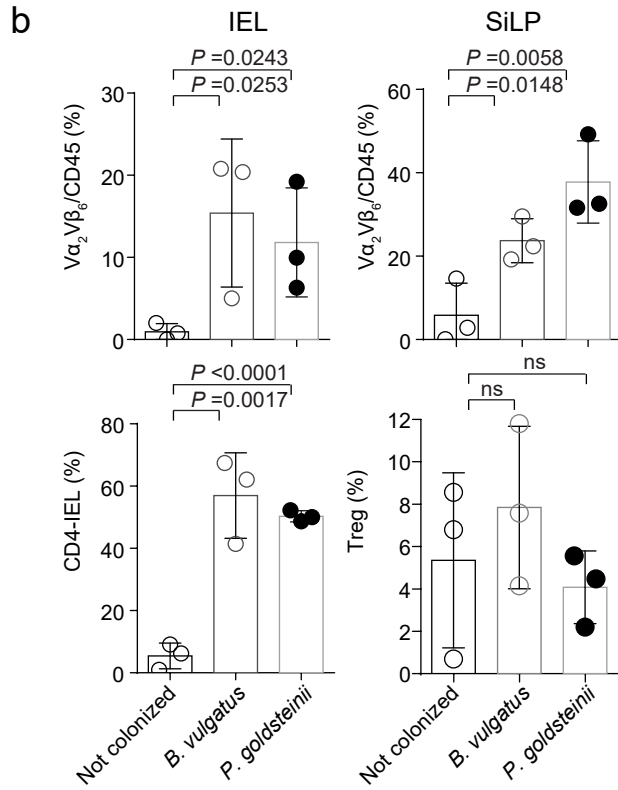 b
IEL
SiLP
P =0.0243
P =0.0253
Vα₂Vβ₆/CD45 (%)
30
20
10
0
P =0.0058
P =0.0148
Vα₂Vβ₆/CD45 (%)
60
40
20
0
P <0.0001
P =0.0017
CD4-IEL (%)
80
60
40
20
0
Not colonized
B. vulgatus
P. goldsteinii
ns
ns
Treg (%)
12
10
8
6
4
2
0
Not colonized
B. vulgatus
P. goldsteinii